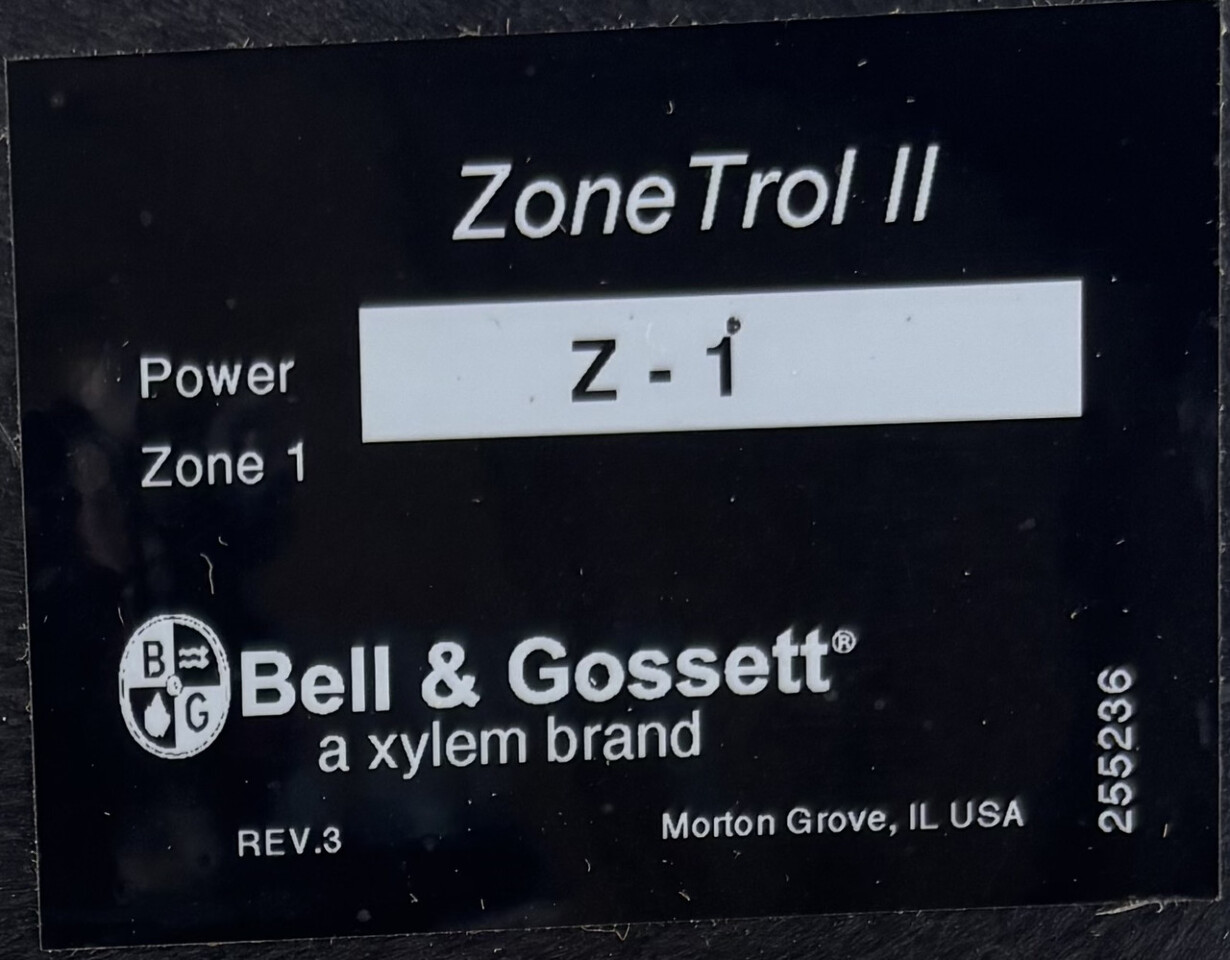 ZoneTrol II
Z - 1
Power
Zone 1
B
G
Bell & Gossett®
a xylem brand
REV.3
Morton Grove, IL USA
255236